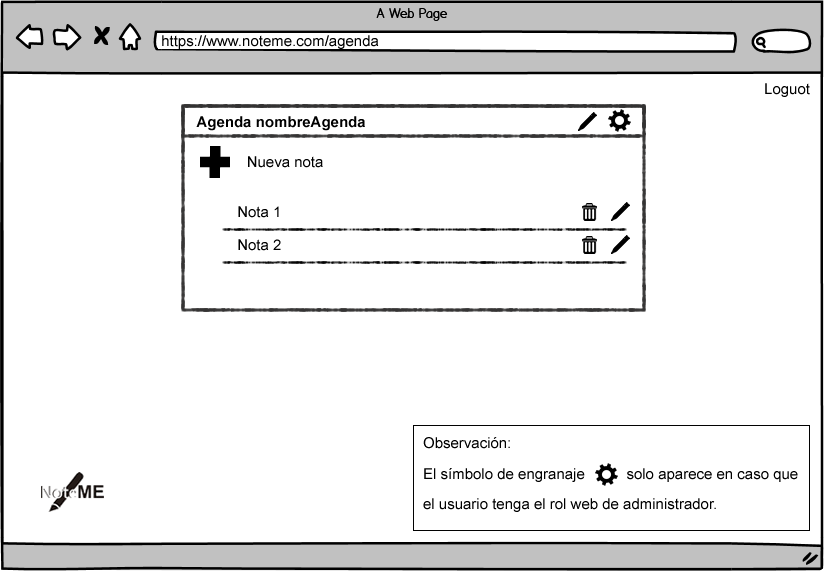 A Web Page
https://www.noteme.com/agenda
Loguot
Agenda nombreAgenda
Nueva nota
Nota 1
Nota 2
Observación:
El símbolo de engranaje solo aparece en caso que
el usuario tenga el rol web de administrador.
NoteME